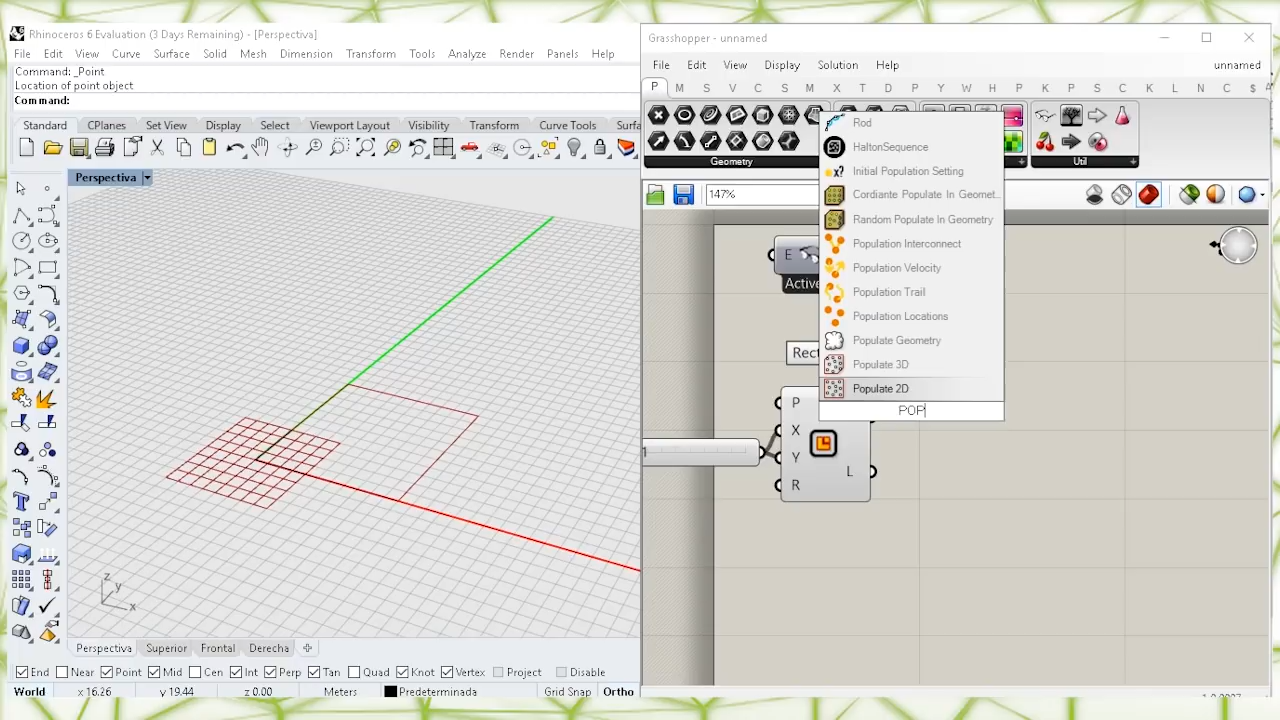 Rhinoceros 6 Evaluation (3 Days Remaining) - [Perspectiva]
File Edit View Curve Surface Solid Mesh Dimension Transform Tools Analyze Render Panels Help
Command: _Point
Location of point object
Command:
Standard CPlanes Set View Display Select Viewport Layout Visibility Transform Curve Tools Surfa
Perspectiva
z y x
Perspectiva Superior Frontal Derecha
End Near Point Mid Cen Int Perp Tan Quad Knot Vertex Project Disable
World x 16.26 y 19.44 z 0.00 Meters Predeterminada Grid Snap Ortho
Grasshopper - unnamed
File Edit View Display Solution Help unnamed
P M S V C S M X T D P Y W H P K P S C K L N C $
Geometry Util
147%
Rod
HaltonSequence
Initial Population Setting
Cordiante Populate In Geomet...
Random Populate In Geometry
Population Interconnect
Population Velocity
Population Trail
Population Locations
Populate Geometry
Populate 3D
Populate 2D
POP
E
Active
Rect
P
X
Y
R
L
1